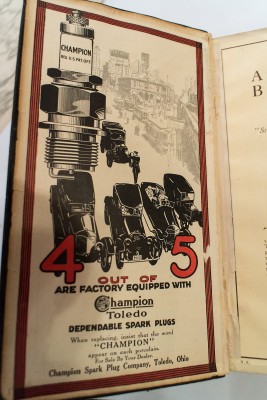 CHAMPION
REG U.S PAT. OFF.
4 OUT OF 5
ARE FACTORY EQUIPPED WITH
Champion
Toledo
DEPENDABLE SPARK PLUGS
When replacing, insist that the word
"CHAMPION"
appear on each porcelain.
For Sale By Your Dealer.
Champion Spark Plug Company, Toledo, Ohio
A
B
"S